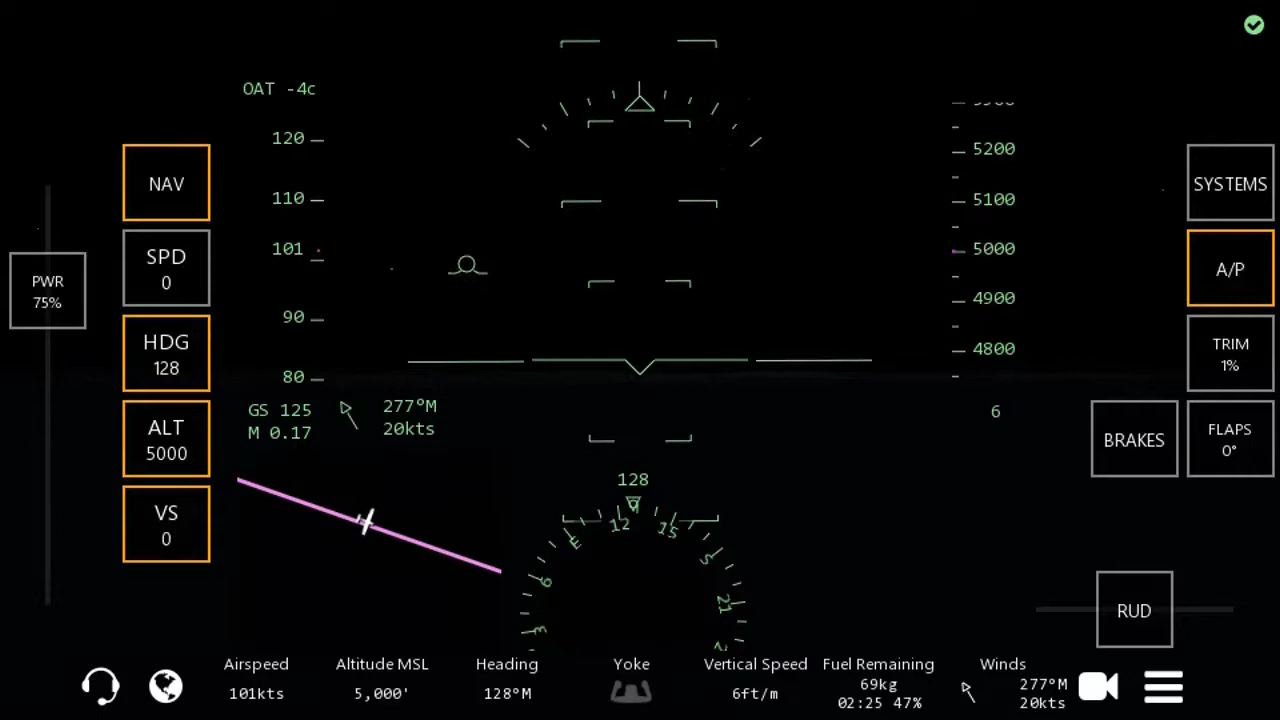 OAT -4c
120
110
101
90
80
5200
5100
5000
4900
4800
NAV
SPD
0
HDG
128
ALT
5000
VS
0
PWR
75%
SYSTEMS
A/P
TRIM
1%
FLAPS
0°
BRAKES
RUD
GS 125
M 0.17
277°M
20kts
6
128
3
6
E
12
15
S
21
Airspeed
101kts
Altitude MSL
5,000'
Heading
128°M
Yoke
Vertical Speed
6ft/m
Fuel Remaining
69kg
02:25 47%
Winds
277°M
20kts